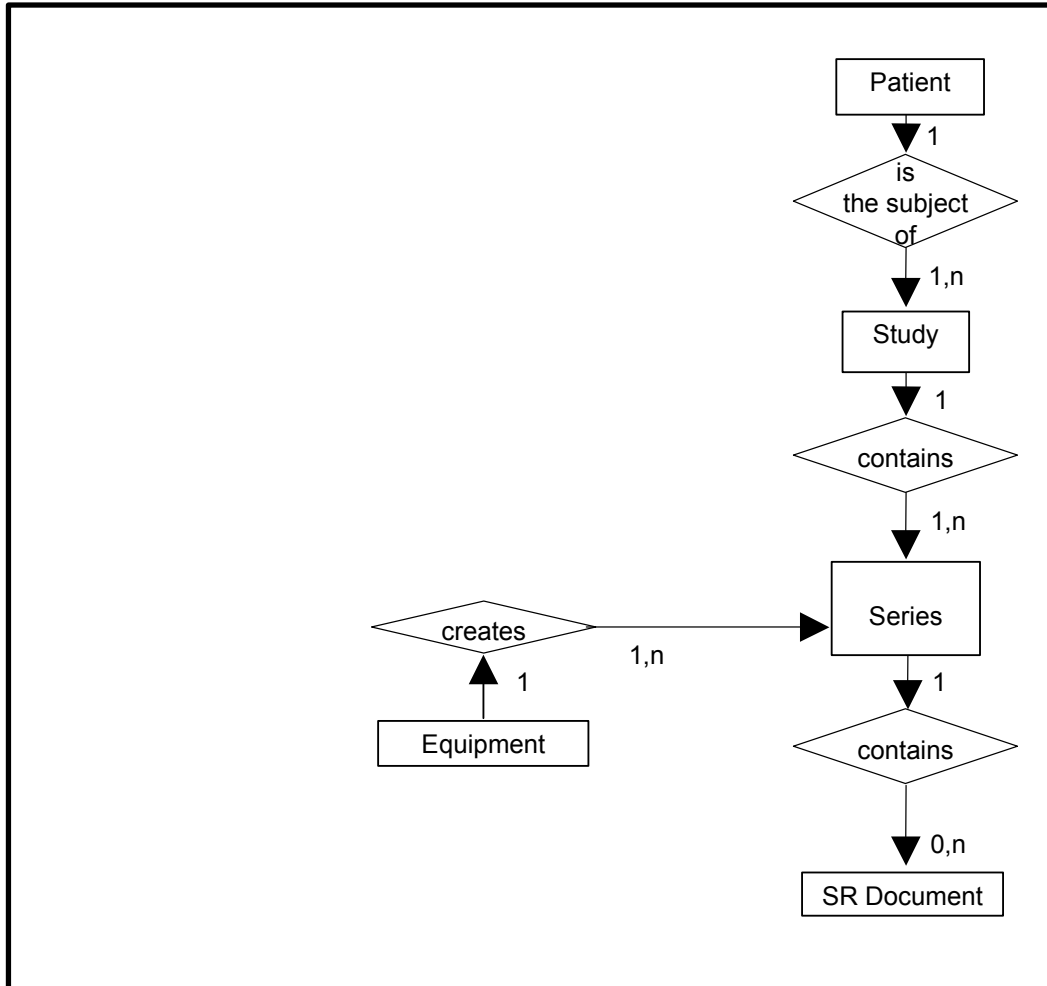 Patient
1
is
the subject
of
1,n
Study
1
contains
1,n
Series
creates
1,n
1
Equipment
1
contains
0,n
SR Document